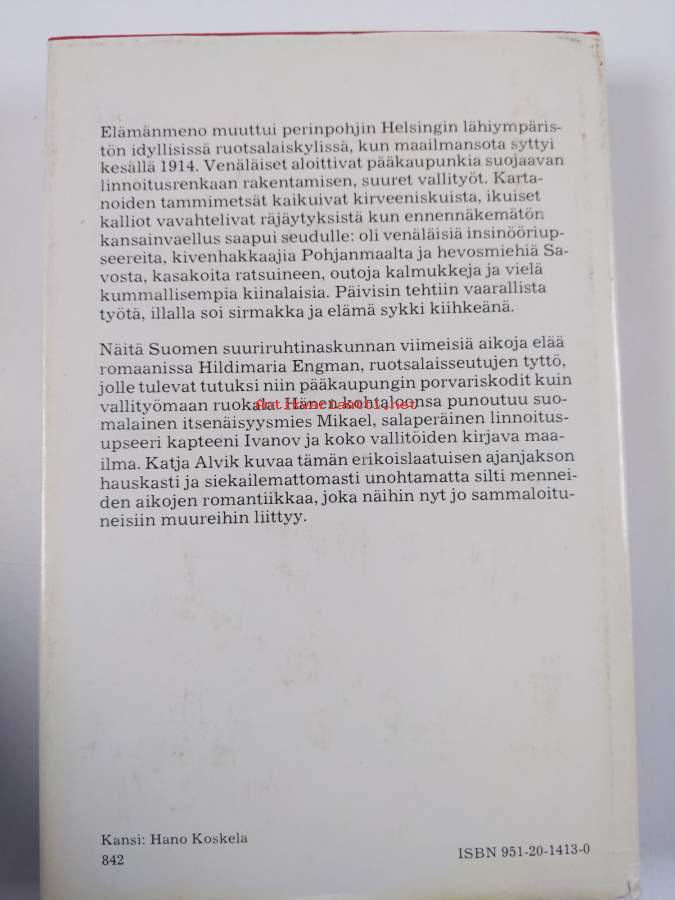 Elämänmeno muuttui perinpohjin Helsingin lähiympäris-
tön idyllisissä ruotsalaiskylissä, kun maailmansota syttyi
kesällä 1914. Venäläiset aloittivat pääkaupunkia suojaavan
linnoitusrenkaan rakentamisen, suuret vallityöt. Karta-
noiden tammimetsät kaikuivat kirveeniskuista, ikuiset
kalliot vavahtelivat räjäytyksistä kun ennennäkemätön
kansainvaellus saapui seudulle: oli venäläisiä insinööriup-
seereita, kivenhakkaajia Pohjanmaalta ja hevosmiehiä Sa-
vosta, kasakoita ratsuineen, outoja kalmukkeja ja vielä
kummallisempia kiinalaisia. Päivisin tehtiin vaarallista
työtä, illalla soi sirmakka ja elämä sykki kiihkeänä.
Näitä Suomen suuriruhtinaskunnan viimeisiä aikoja elää
romaanissa Hildimaria Engman, ruotsalaisseutujen tyttö,
jolle tulevat tutuksi niin pääkaupungin porvariskodit kuin
vallityömaan ruokala. Hänen kohtaloonsa punoutuu suo-
malainen itsenäisyysmies Mikael, salaperäinen linnoitus-
upseeri kapteeni Ivanov ja koko vallitöiden kirjava maa-
ilma. Katja Alvik kuvaa tämän erikoislaatuisen ajanjakson
hauskasti ja siekailemattomasti unohtamatta silti mennei-
den aikojen romantiikkaa, joka näihin nyt jo sammaloitu-
neisiin muureihin liittyy.
Kansi: Hano Koskela
842
ISBN 951-20-1413-0